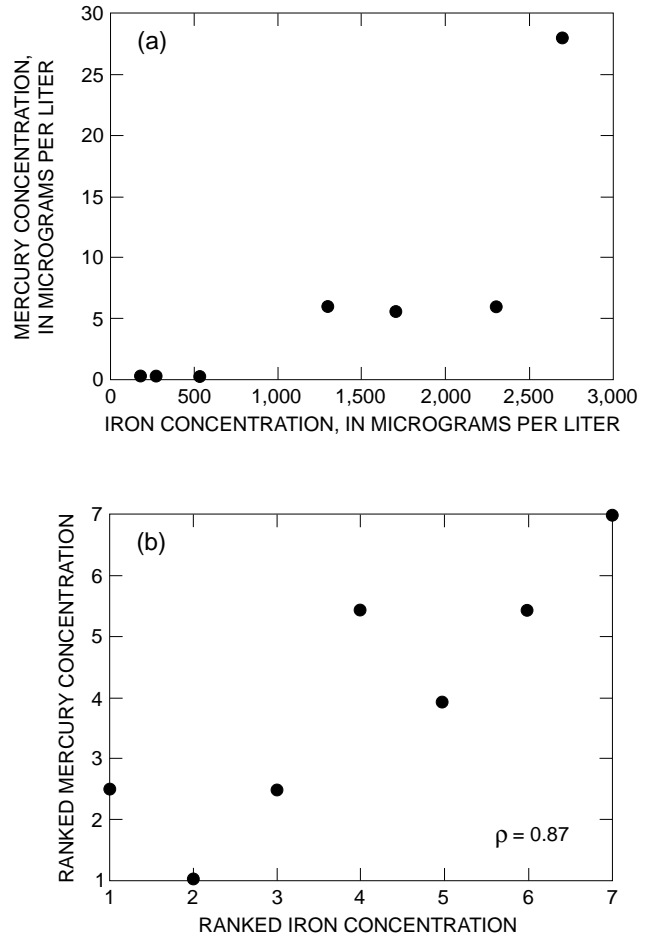 (a)
MERCURY CONCENTRATION,
IN MICROGRAMS PER LITER
30
25
20
15
10
5
0
0 500 1,000 1,500 2,000 2,500 3,000
IRON CONCENTRATION, IN MICROGRAMS PER LITER
(b)
RANKED MERCURY CONCENTRATION
7
6
5
4
3
2
1
ρ = 0.87
1 2 3 4 5 6 7
RANKED IRON CONCENTRATION